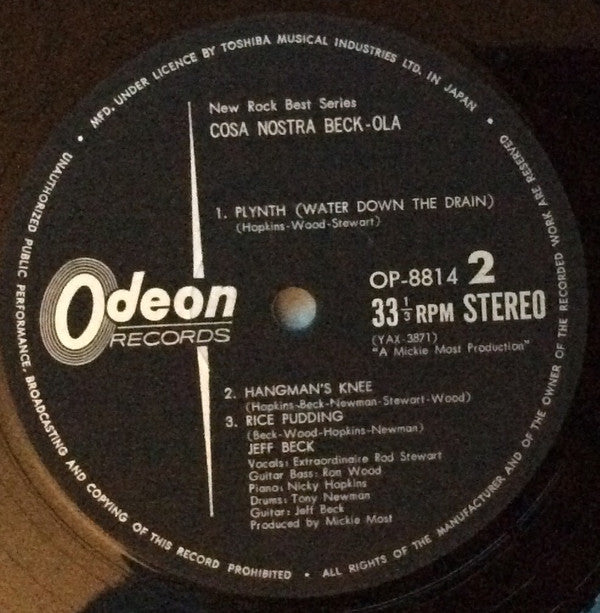 MFD. UNDER LICENCE BY TOSHIBA MUSICAL INDUSTRIES LTD. IN JAPAN •
New Rock Best Series
COSA NOSTRA BECK-OLA
1. PLYNTH (WATER DOWN THE DRAIN)
(Hopkins-Wood-Stewart)
OP-8814 2
33 1/3 RPM STEREO
(YAX-3871)
"A Mickie Most Production"
Odeon
RECORDS
2. HANGMAN'S KNEE
(Hopkins-Beck-Newman-Stewart-Wood)
3. RICE PUDDING
(Beck-Wood-Hopkins-Newman)
JEFF BECK
Vocals: Extraordinaire Rod Stewart
Guitar Bass: Ron Wood
Piano: Nicky Hopkins
Drums: Tony Newman
Guitar: Jeff Beck
Produced by Mickie Most
• ALL RIGHTS OF THE MANUFACTURER AND OF THE OWNER OF THE RECORDED WORK ARE RESERVED
UNAUTHORIZED PUBLIC PERFORMANCE, BROADCASTING AND COPYING OF THIS RECORD PROHIBITED